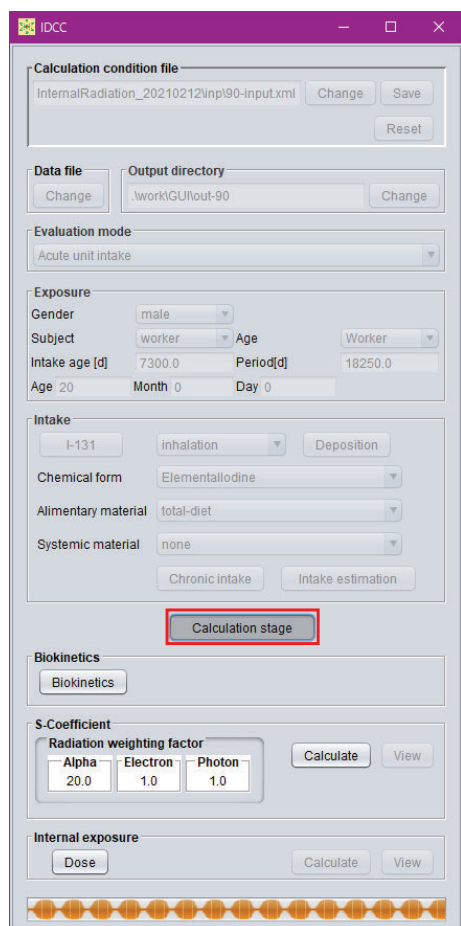 IDCC
Calculation condition file
InternalRadiation_20210212\inp\90-input.xml Change Save
Reset
Data file Output directory
Change .\work\GUI\out-90 Change
Evaluation mode
Acute unit intake
Exposure
Gender male
Subject worker Age Worker
Intake age [d] 7300.0 Period[d] 18250.0
Age 20 Month 0 Day 0
Intake
I-131 inhalation Deposition
Chemical form ElementalIodine
Alimentary material total-diet
Systemic material none
Chronic intake Intake estimation
Calculation stage
Biokinetics
Biokinetics
S-Coefficient
Radiation weighting factor
Alpha Electron Photon Calculate View
20.0 1.0 1.0
Internal exposure
Dose Calculate View